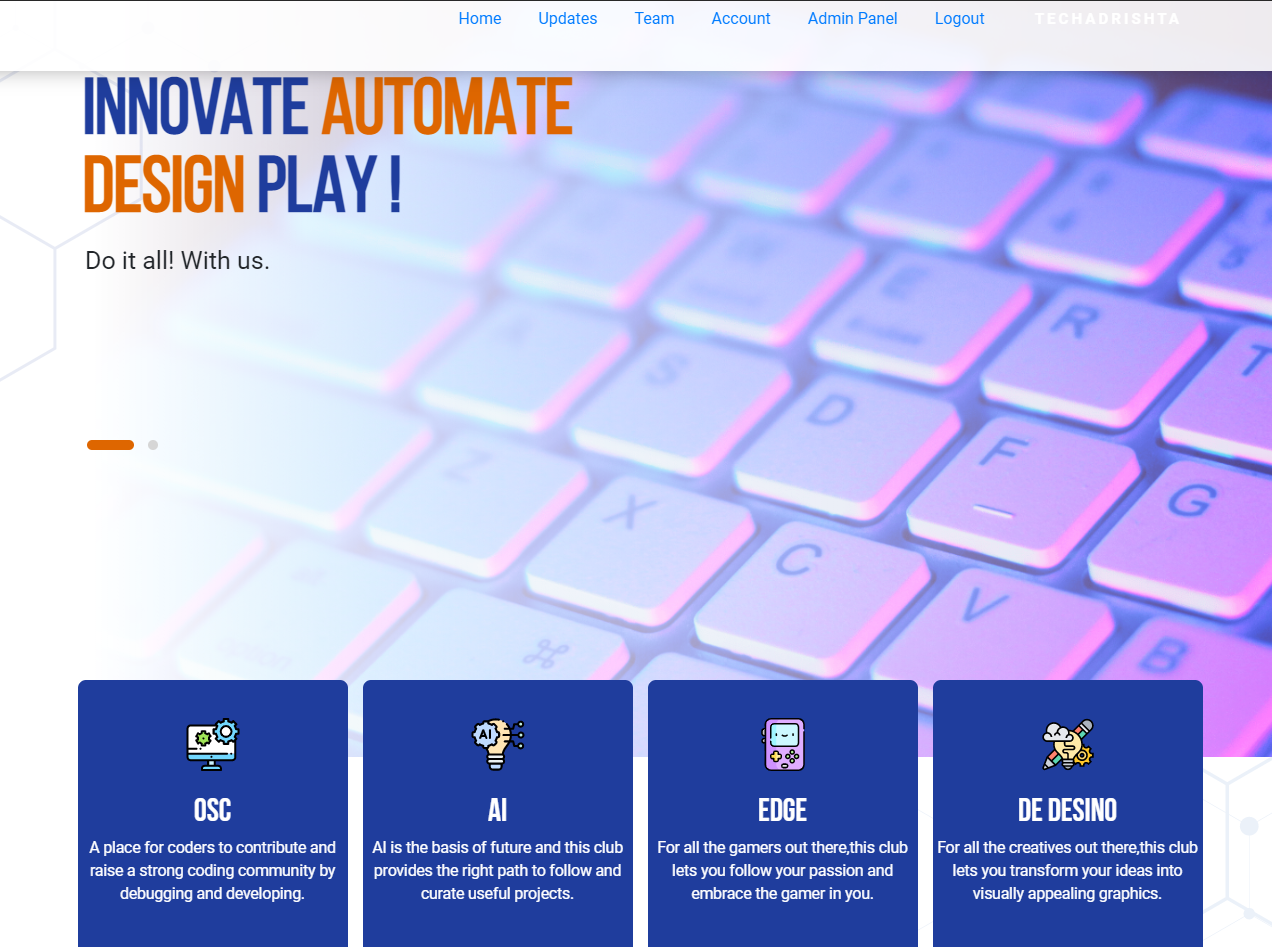 Home Updates Team Account Admin Panel Logout TECHADRISHTA
INNOVATE AUTOMATE
DESIGN PLAY !
Do it all! With us.
E
R
T
S
D
F
G
Z
X
C
V
B
option
⌘
AI
OSC
A place for coders to contribute and
raise a strong coding community by
debugging and developing.
AI
AI is the basis of future and this club
provides the right path to follow and
curate useful projects.
EDGE
For all the gamers out there,this club
lets you follow your passion and
embrace the gamer in you.
DE DESINO
For all the creatives out there,this club
lets you transform your ideas into
visually appealing graphics.